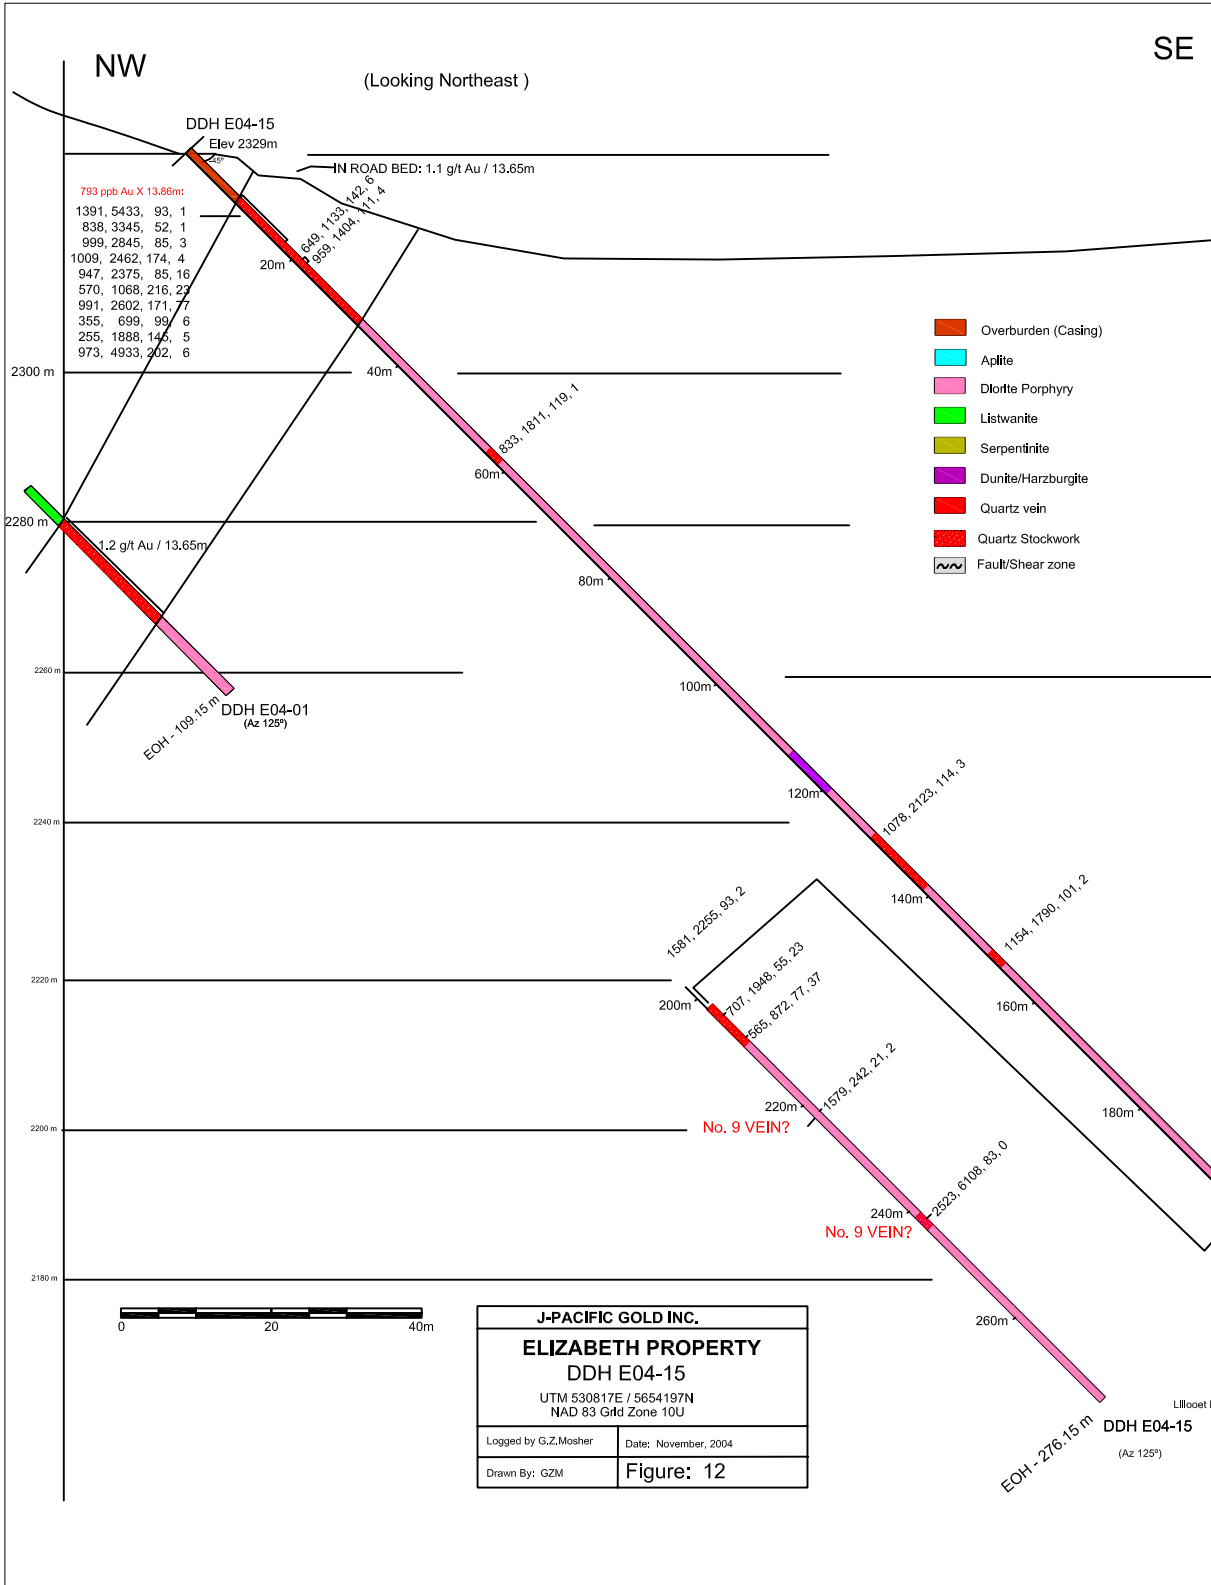 NW
SE
(Looking Northeast )
DDH E04-15
Elev 2329m
-45º
IN ROAD BED: 1.1 g/t Au / 13.65m
793 ppb Au X 13.86m:
1391, 5433, 93, 1
838, 3345, 52, 1
999, 2845, 85, 3
1009, 2462, 174, 4
947, 2375, 85, 16
570, 1068, 216, 23
991, 2602, 171, 77
355, 699, 99, 6
255, 1888, 145, 5
973, 4933, 202, 6
649, 1133, 142, 6
959, 1404, 111, 4
20m
2300 m
40m
833, 1811, 119, 1
60m
Overburden (Casing)
Aplite
Diorite Porphyry
Listwanite
Serpentinite
Dunite/Harzburgite
Quartz vein
Quartz Stockwork
Fault/Shear zone
2280 m
1.2 g/t Au / 13.65m
80m
2260 m
100m
DDH E04-01
(Az 125º)
EOH - 109.15 m
120m
1078, 2123, 114, 3
2240 m
140m
1154, 1790, 101, 2
1581, 2255, 93, 2
2220 m
200m
707, 1948, 55, 23
565, 872, 77, 37
160m
1579, 242, 21, 2
220m
180m
2200 m
No. 9 VEIN?
2523, 6108, 83, 0
240m
No. 9 VEIN?
2180 m
260m
0
20
40m
J-PACIFIC GOLD INC.
ELIZABETH PROPERTY
DDH E04-15
UTM 530817E / 5654197N
NAD 83 Grid Zone 10U
Logged by G.Z.Mosher
Date: November, 2004
Drawn By: GZM
Figure: 12
Lillooet
DDH E04-15
(Az 125º)
EOH - 276.15 m